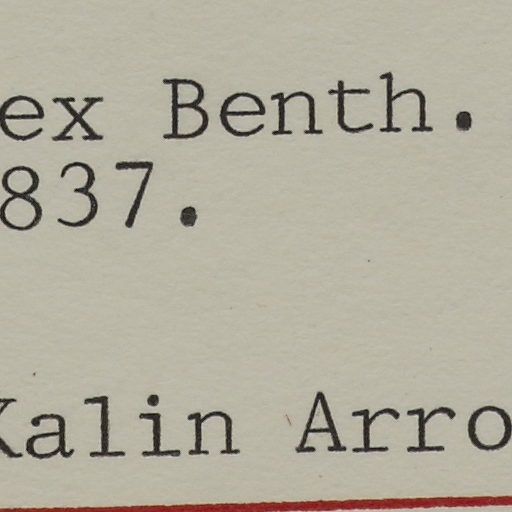 ex Benth.
837.
Kalin Arro